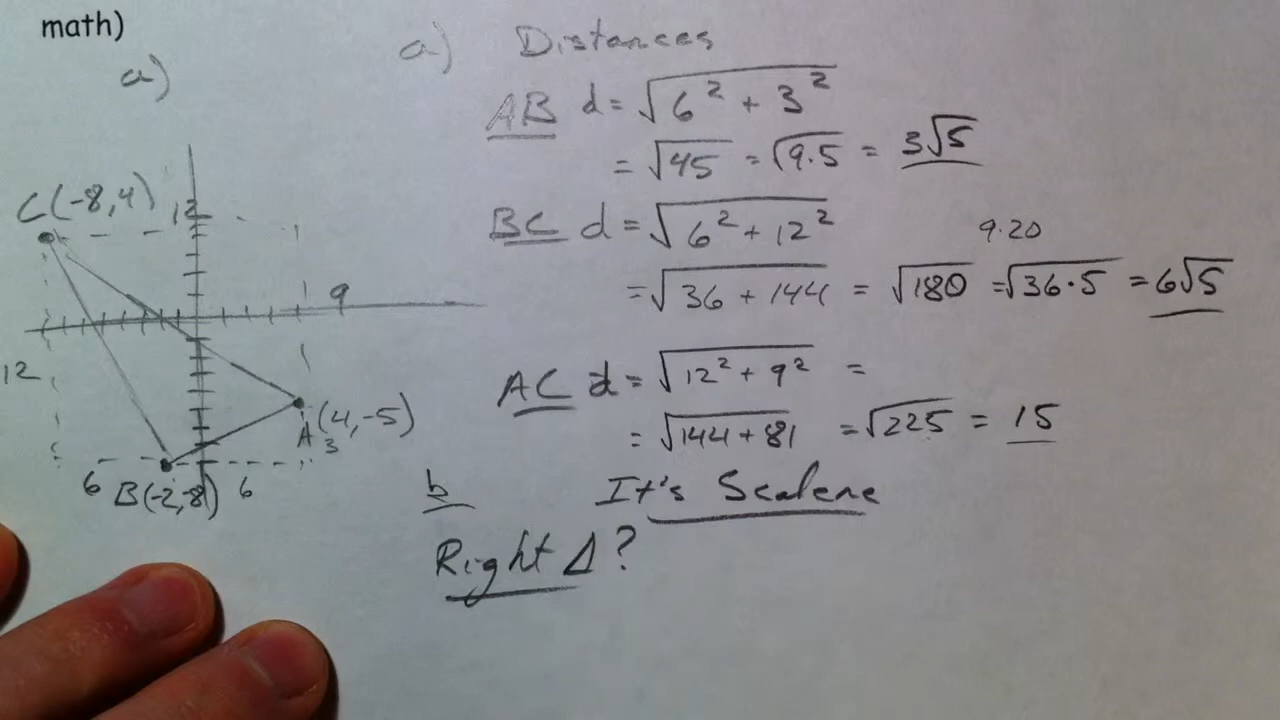 math)
a)
C(-8,4) 12
9
12
A (4,-5)
3
6 B(-2,-8) 6
a) Distances
AB d = √6² + 3²
= √45 = √9·5 = 3√5
BC d = √6² + 12²
9·20
= √36 + 144 = √180 = √36·5 = 6√5
AC d = √12² + 9² =
= √144 + 81 = √225 = 15
b It's Scalene
Right Δ?